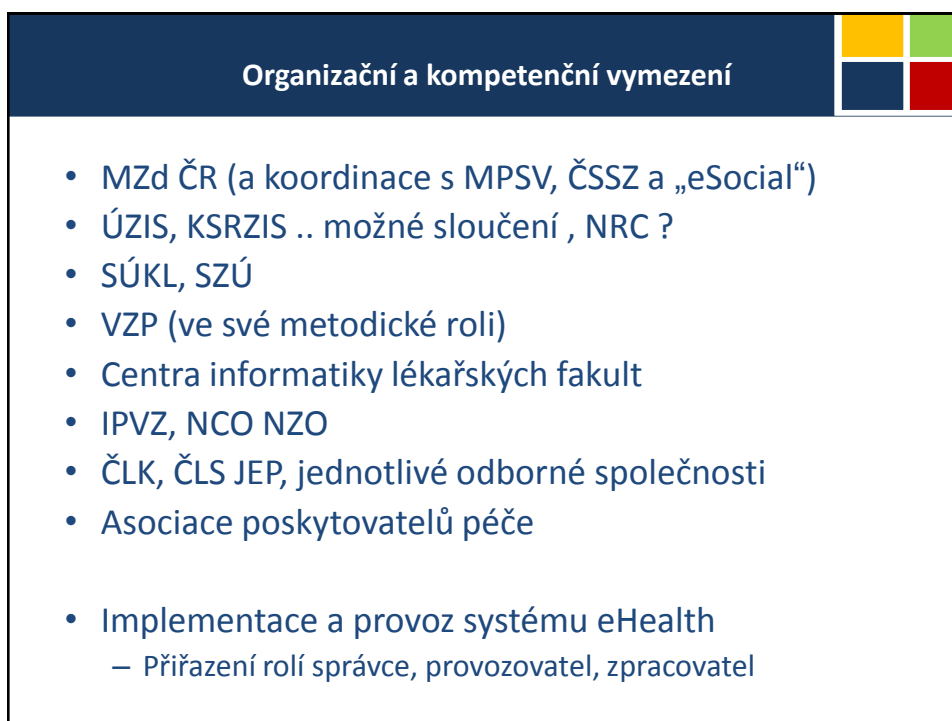 Organizační a kompetenční vymezení
• MZd ČR (a koordinace s MPSV, ČSSZ a „eSocial“)
• ÚZIS, KSRZIS .. možné sloučení , NRC ?
• SÚKL, SZÚ
• VZP (ve své metodické roli)
• Centra informatiky lékařských fakult
• IPVZ, NCO NZO
• ČLK, ČLS JEP, jednotlivé odborné společnosti
• Asociace poskytovatelů péče
• Implementace a provoz systému eHealth
– Přiřazení rolí správce, provozovatel, zpracovatel